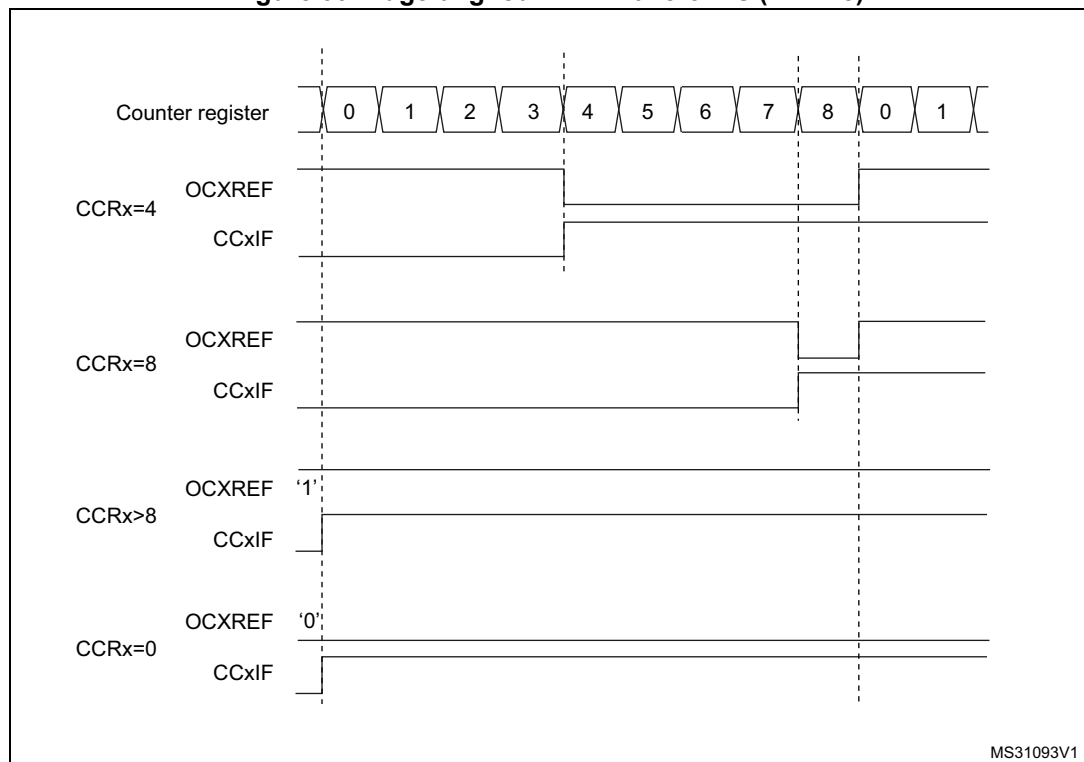 Counter register 0 1 2 3 4 5 6 7 8 0 1
OCXREF
CCRx=4
CCxIF
OCXREF
CCRx=8
CCxIF
OCXREF ‘1’
CCRx>8
CCxIF
OCXREF ‘0’
CCRx=0
CCxIF
MS31093V1